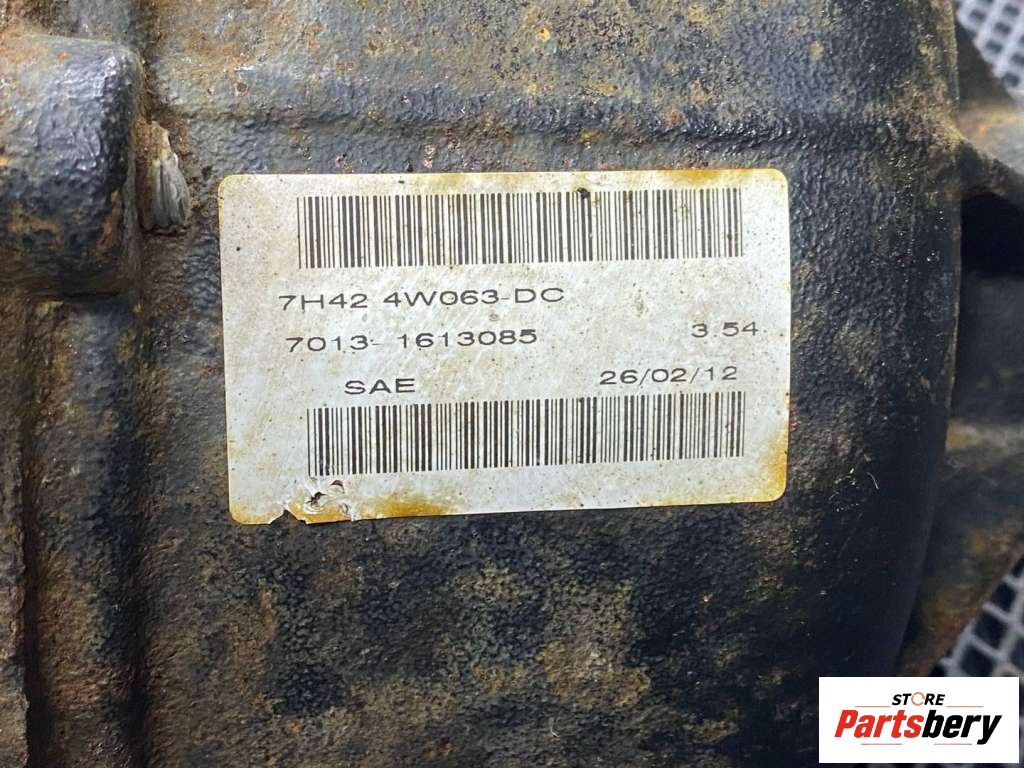 7H42 4W063-DC
7013- 1613085 3.54
SAE 26/02/12
STORE
Partsbery